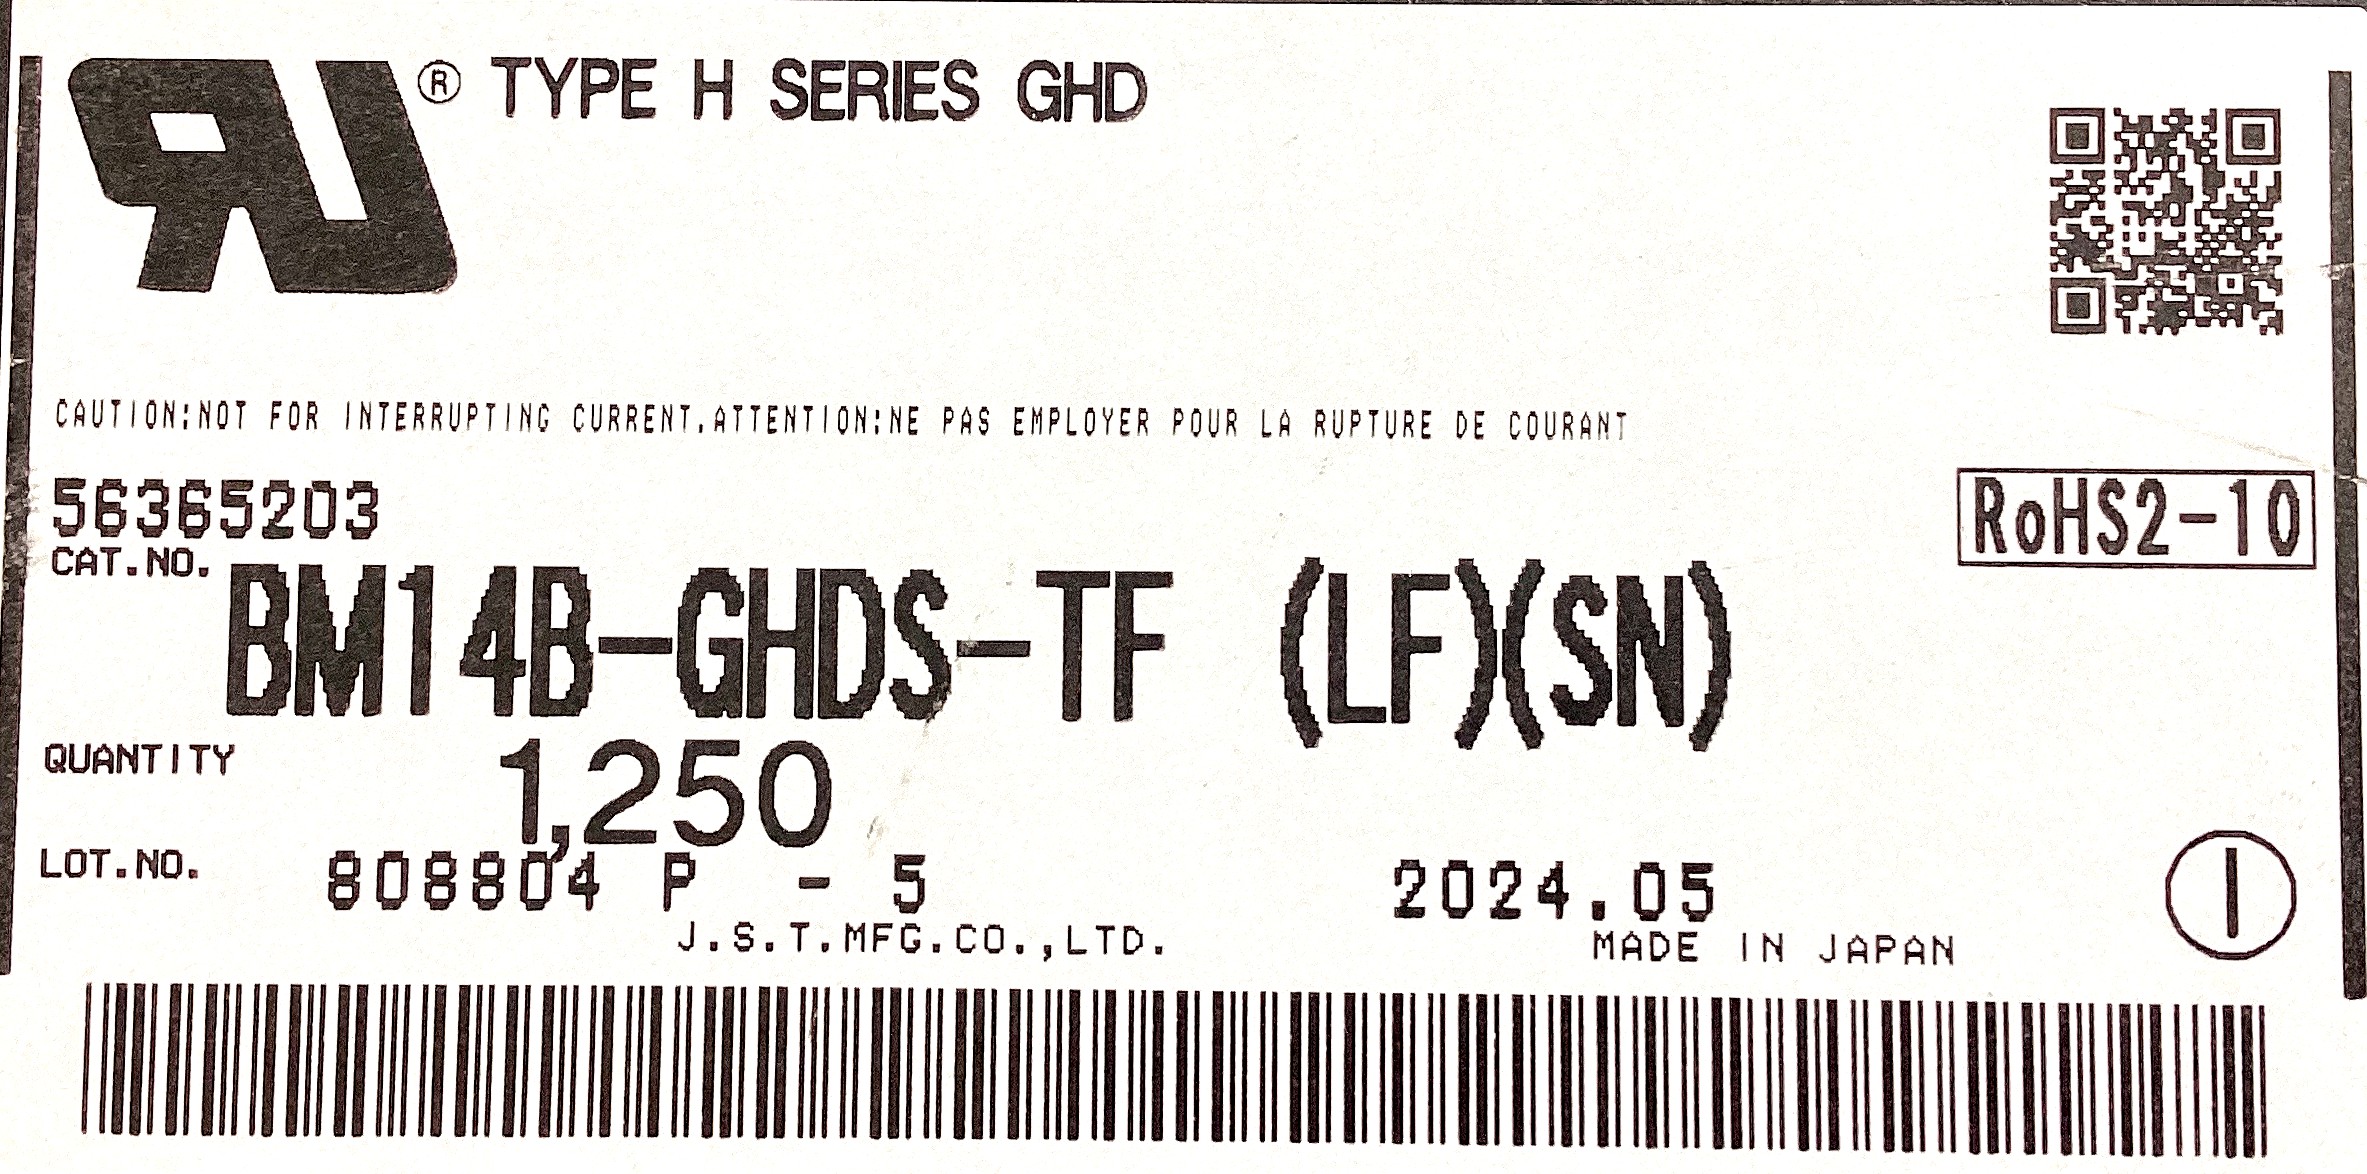 ® TYPE H SERIES GHD
CAUTION:NOT FOR INTERRUPTING CURRENT.ATTENTION:NE PAS EMPLOYER POUR LA RUPTURE DE COURANT
56365203
RoHS2-10
CAT.NO. BM14B-GHDS-TF (LF)(SN)
QUANTITY 1,250
LOT.NO. 808804 P - 5 2024.05
J.S.T.MFG.CO.,LTD. MADE IN JAPAN